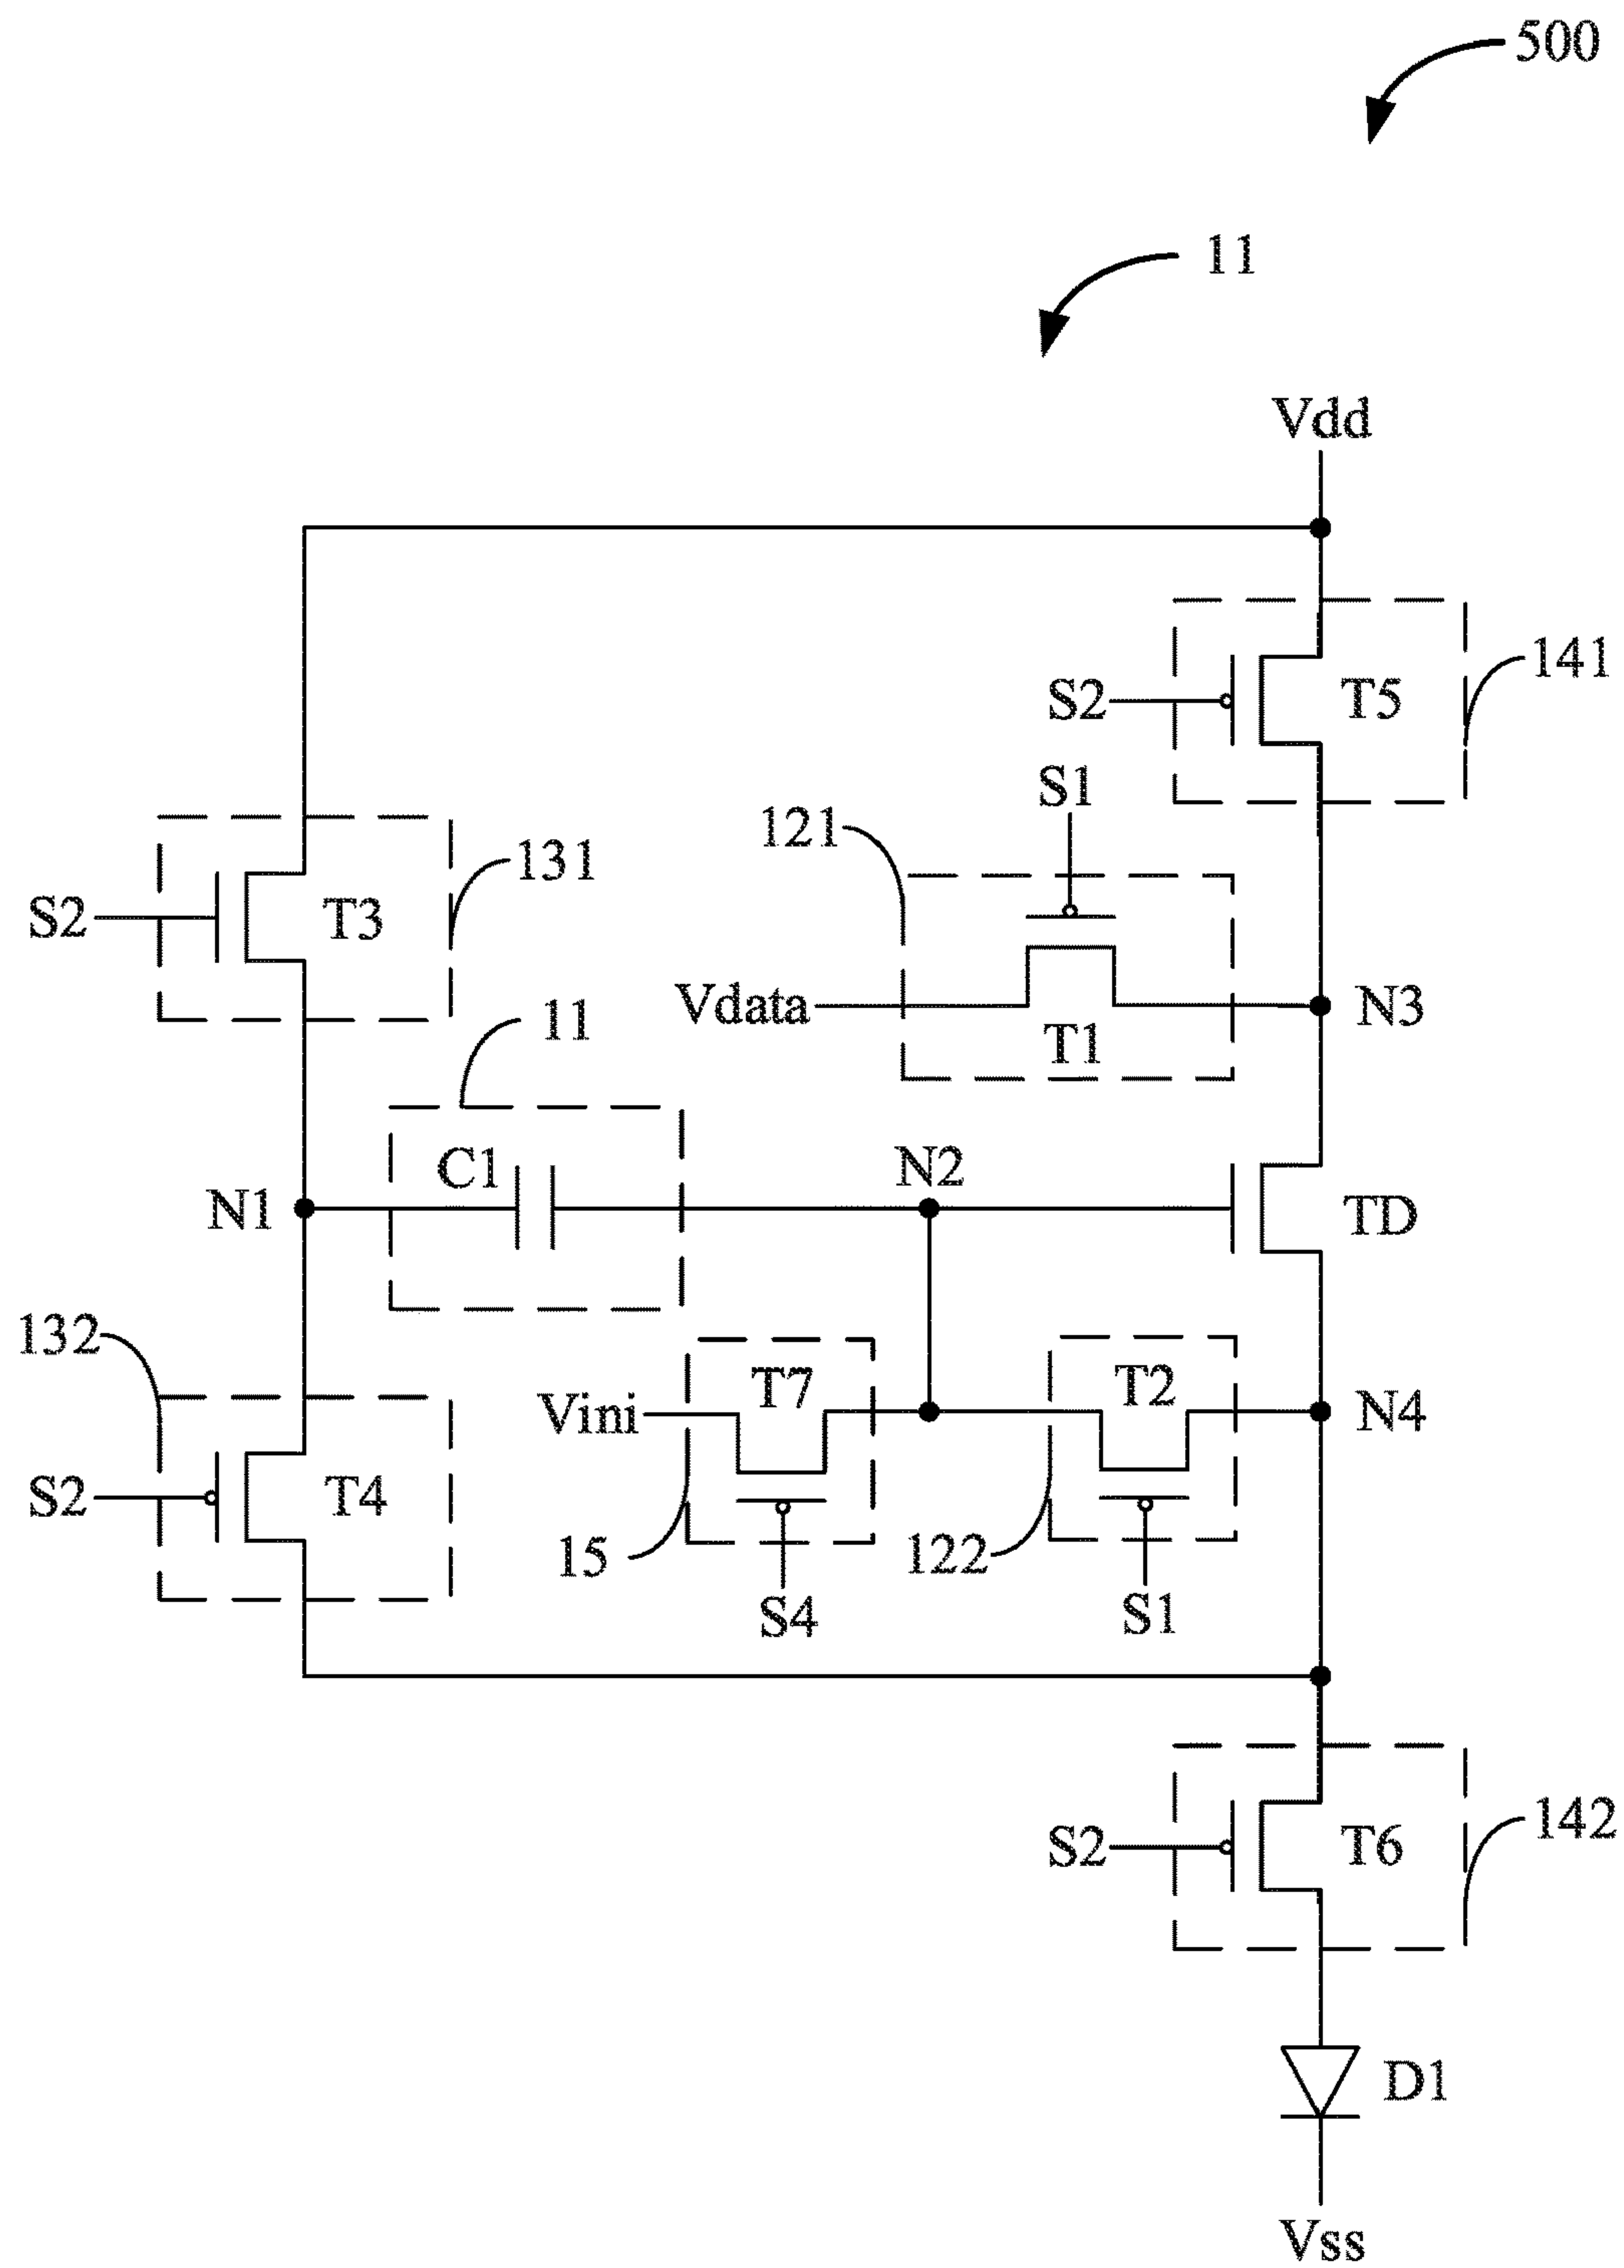 500
11
Vdd
141
S2
T5
S1
121
131
S2
T3
Vdata
N3
11
T1
C1
N2
N1
TD
132
T7
T2
Vini
N4
S2
T4
15
122
S4
S1
142
S2
T6
D1
Vss